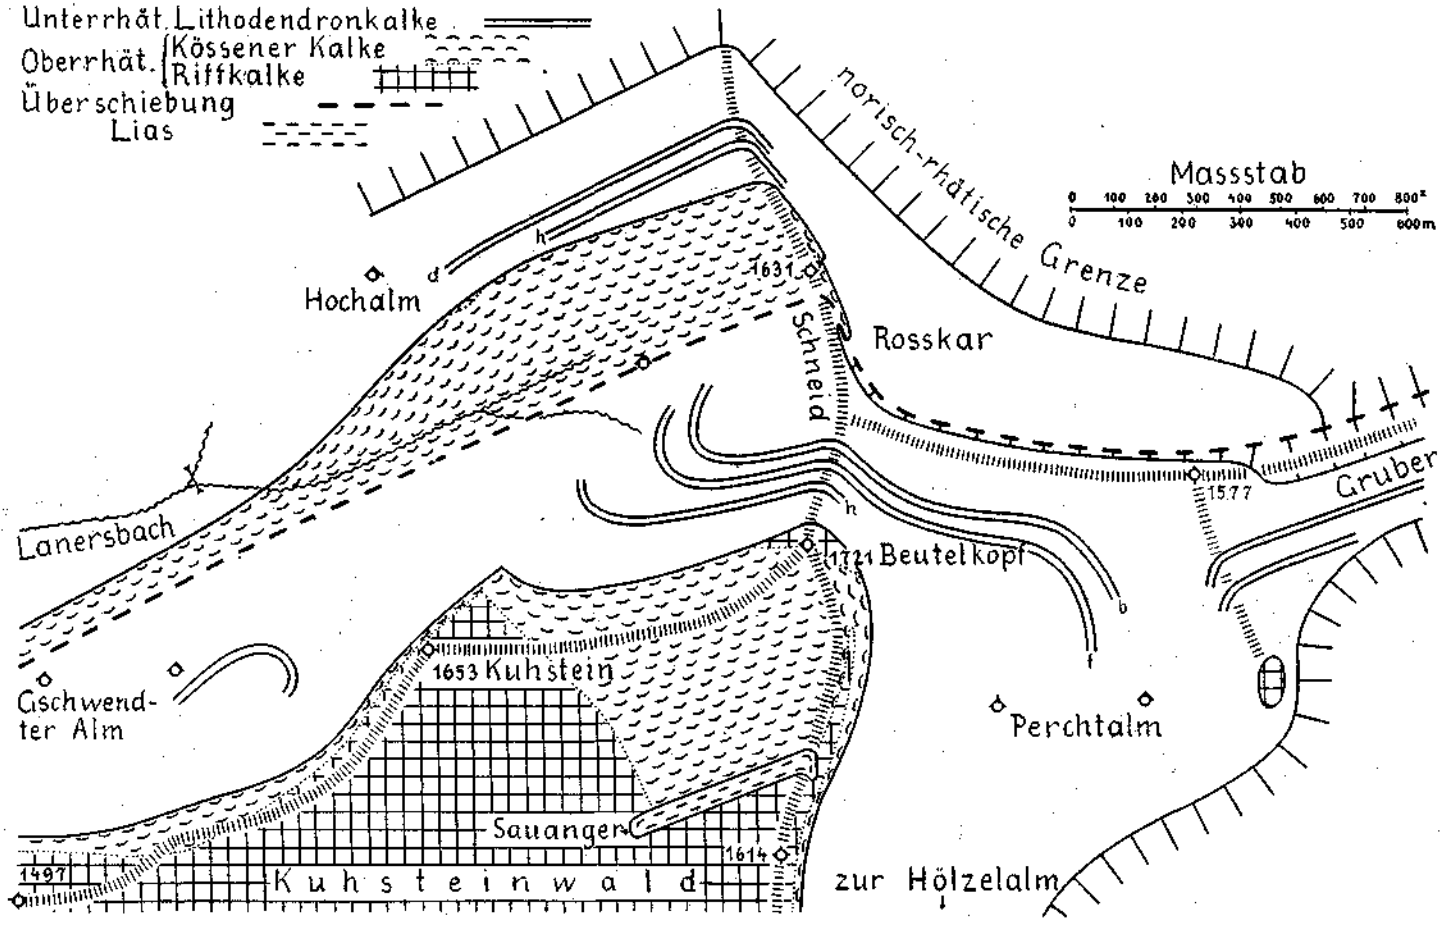 Unterrhät. Lithodendronkalke
Oberrhät. Kössener Kalke
Riffkalke
Überschiebung
Lias
norisch-rhätische Grenze
Massstab
0 100 200 300 400 500 600 700 800ˣ
0 100 200 400 500 600m
h
d
1631
Hochalm
Schneid
Rosskar
Gruber
1577
Lanersbach
h
1721 Beutelkopf
b
f
1653 Kuhstein
Gschwend-
ter Alm
Perchtalm
Sauanger
1614
1497
Kuhsteinwald
zur Hölzelalm